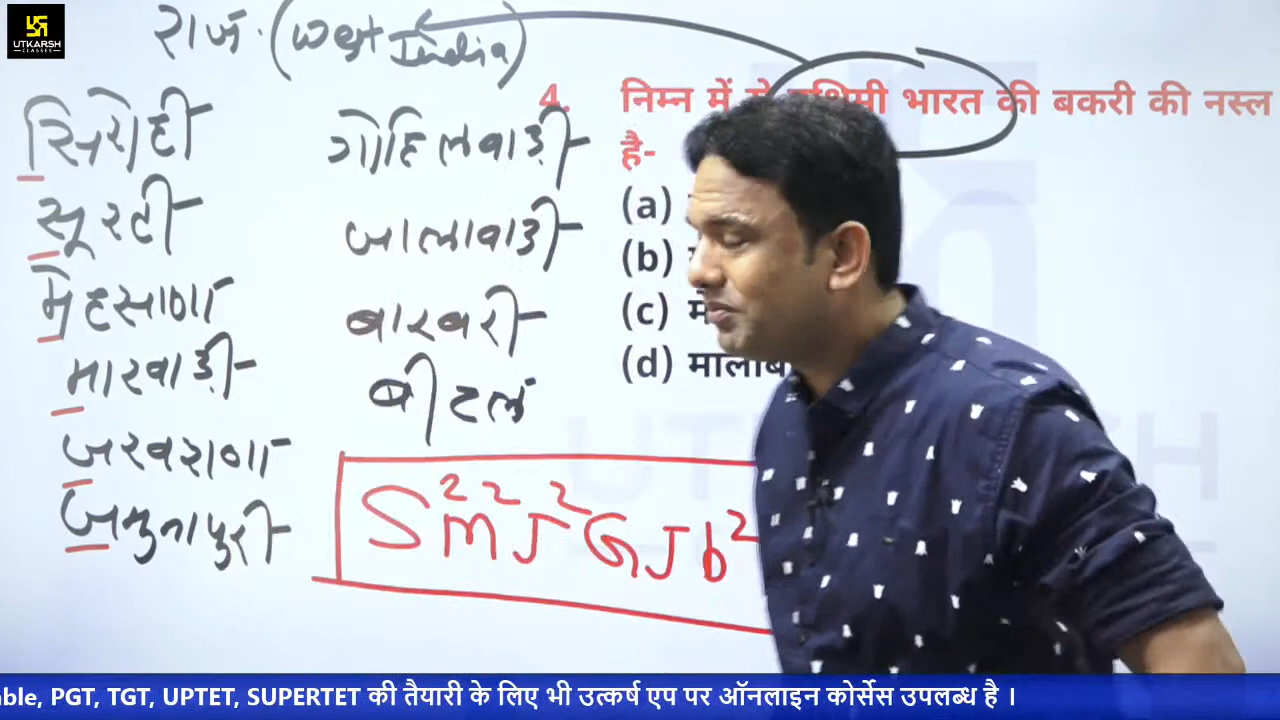 UTKARSH
CLASSES
राज. (West India)
सिरोही
सूरती
मेहसाणा
मारवाड़ी
जखराणा
जमुनापुरी
गोहिलवाड़ी
जालावाड़ी
बारबरी
बीटल
S²m²J²GJb²
4. निम्न में से पश्चिमी भारत की बकरी की नस्ल
है-
(a)
(b)
(c)
(d)
PGT, TGT, UPTET, SUPERTET की तैयारी के लिए भी उत्कर्ष एप पर ऑनलाइन कोर्सेस उपलब्ध है ।